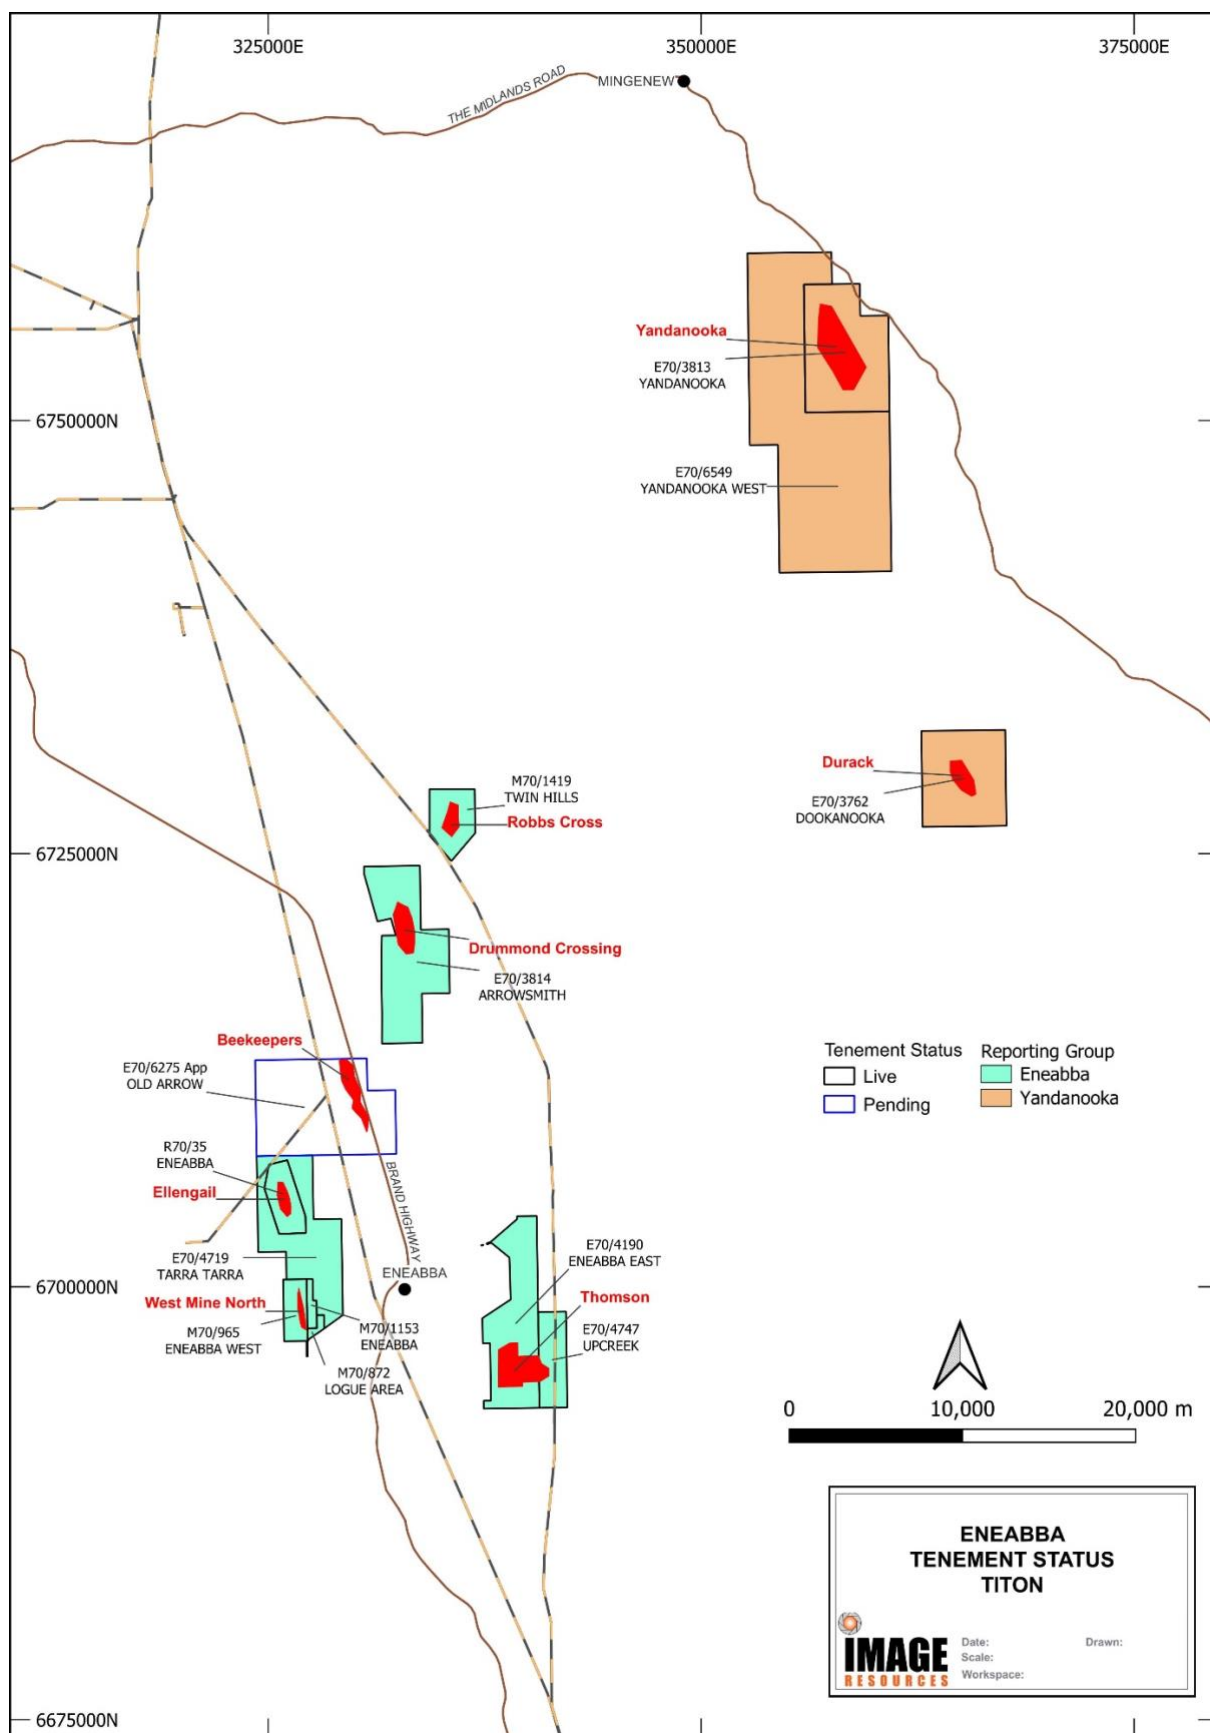 325000E
350000E
375000E
THE MIDLANDS ROAD
MINGENEW
Yandanooka
E70/3813
YANDANOOKA
6750000N
E70/6549
YANDANOOKA WEST
M70/1419
TWIN HILLS
Robbs Cross
Durack
E70/3762
DOOKANOOKA
6725000N
Drummond Crossing
E70/3814
ARROWSMITH
Beekeepers
E70/6275 App
OLD ARROW
Tenement Status
Live
Pending
Reporting Group
Eneabba
Yandanooka
R70/35
ENEABBA
Ellengail
BRAND HIGHWAY
E70/4719
TARRA TARRA
ENEABBA
E70/4190
ENEABBA EAST
6700000N
West Mine North
Thomson
M70/965
ENEABBA WEST
M70/1153
ENEABBA
E70/4747
UPCREEK
M70/872
LOGUE AREA
0 10,000 20,000 m
ENEABBA
TENEMENT STATUS
TITON
IMAGE
RESOURCES
Date: Drawn:
Scale:
Workspace:
6675000N